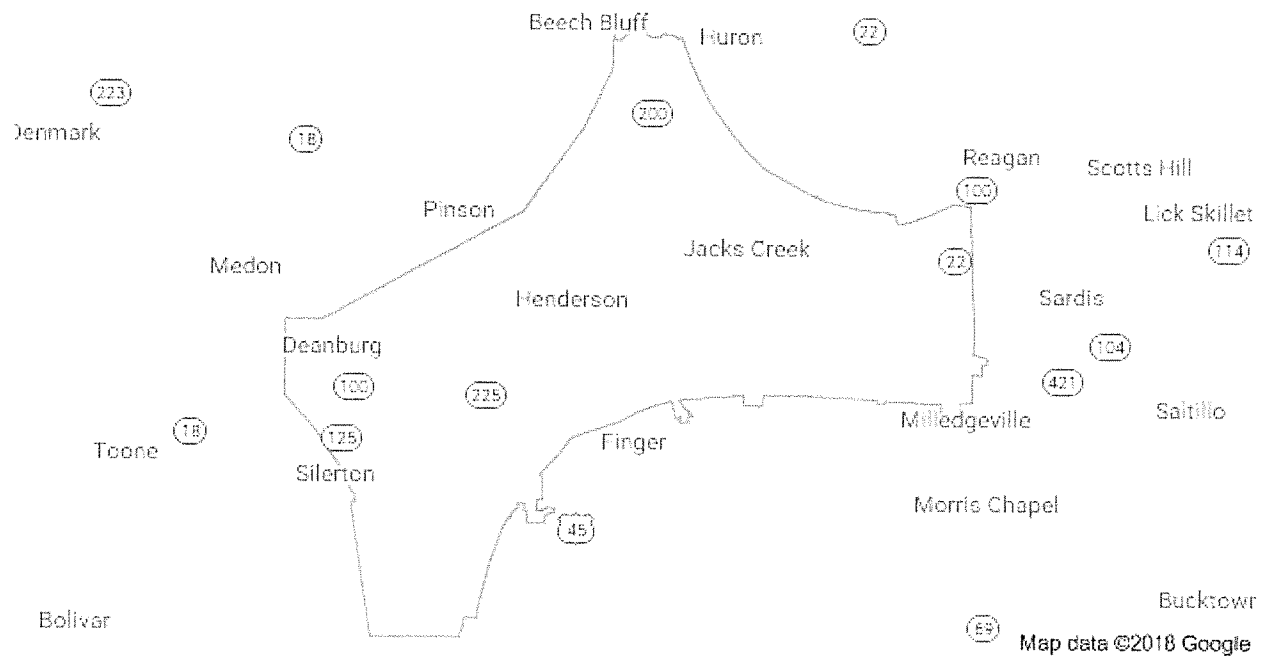 Beech Bluff
Huron
22
223
200
Denmark
18
Reagan
Scotts Hill
100
Pinson
Lick Skillet
Jacks Creek
114
Medon
22
Henderson
Sardis
Deanburg
104
100
421
225
Saltillo
Milledgeville
18
125
Finger
Toone
Silerton
Morris Chapel
45
Bucktown
Bolivar
69
Map data ©2018 Google